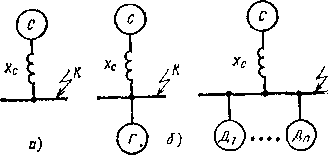 С С С
Xс К Xс К Xс
Г Д1 .... Дn
а) б)